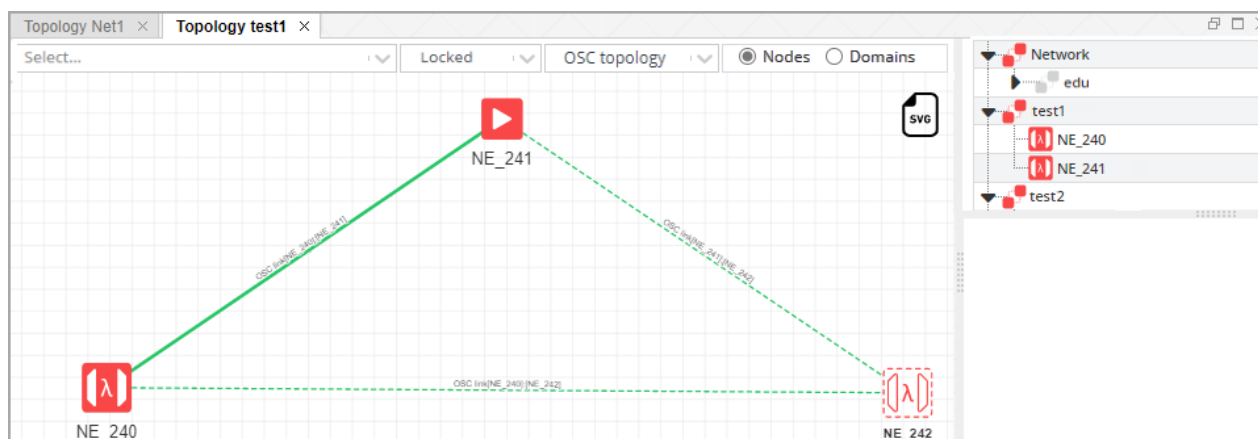 Topology Net1 ×
Topology test1 ×
Select...
Locked
OSC topology
Nodes
Domains
SVG
NE_241
OSC link[NE_240]:[NE_241]
OSC link[NE_241]:[NE_242]
λ
OSC link[NE_240]:[NE_242]
λ
NE_240
NE_242
Network
edu
test1
λ NE_240
λ NE_241
test2